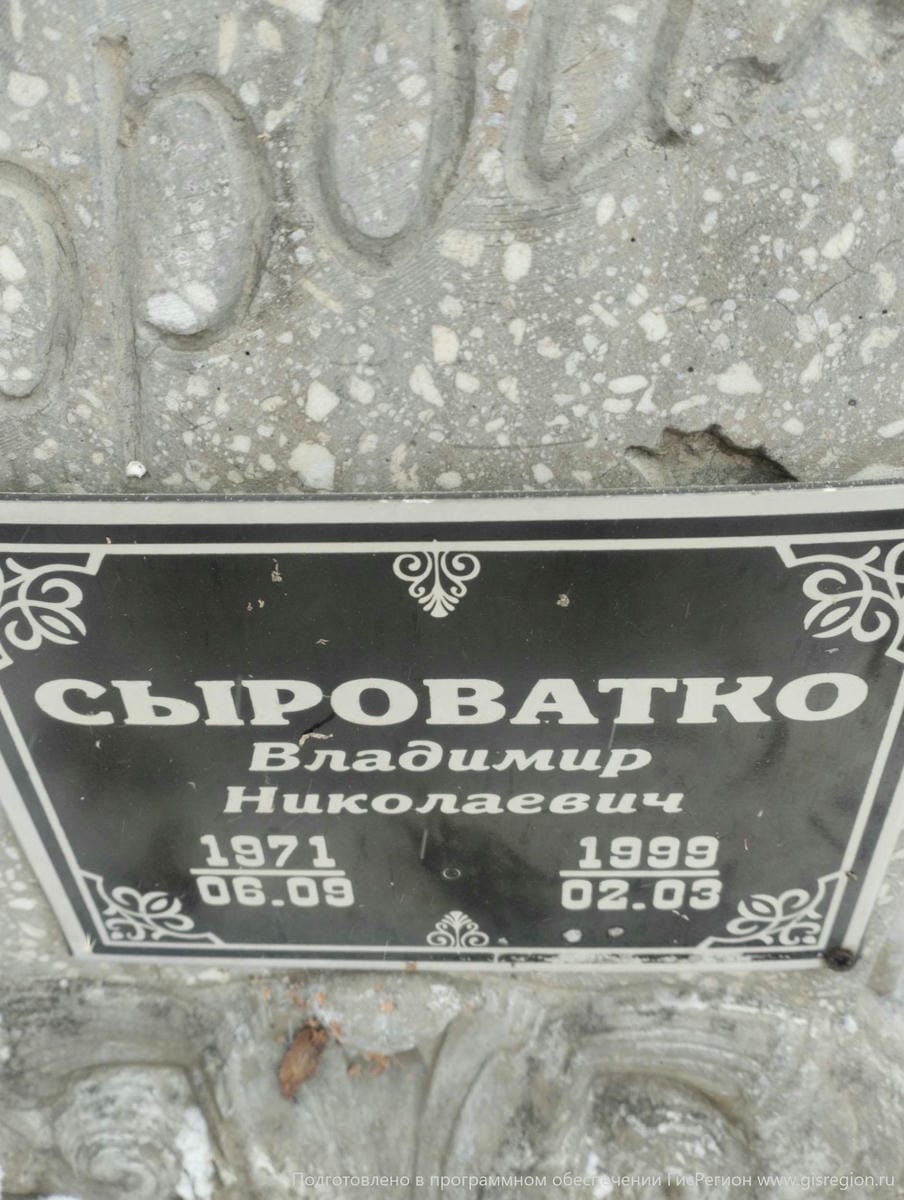 СЫРОВАТКО
Владимир
Николаевич
1971 1999
06.09 02.03
Подготовлено в программном обеспечении ГисРегион www.gisregion.ru